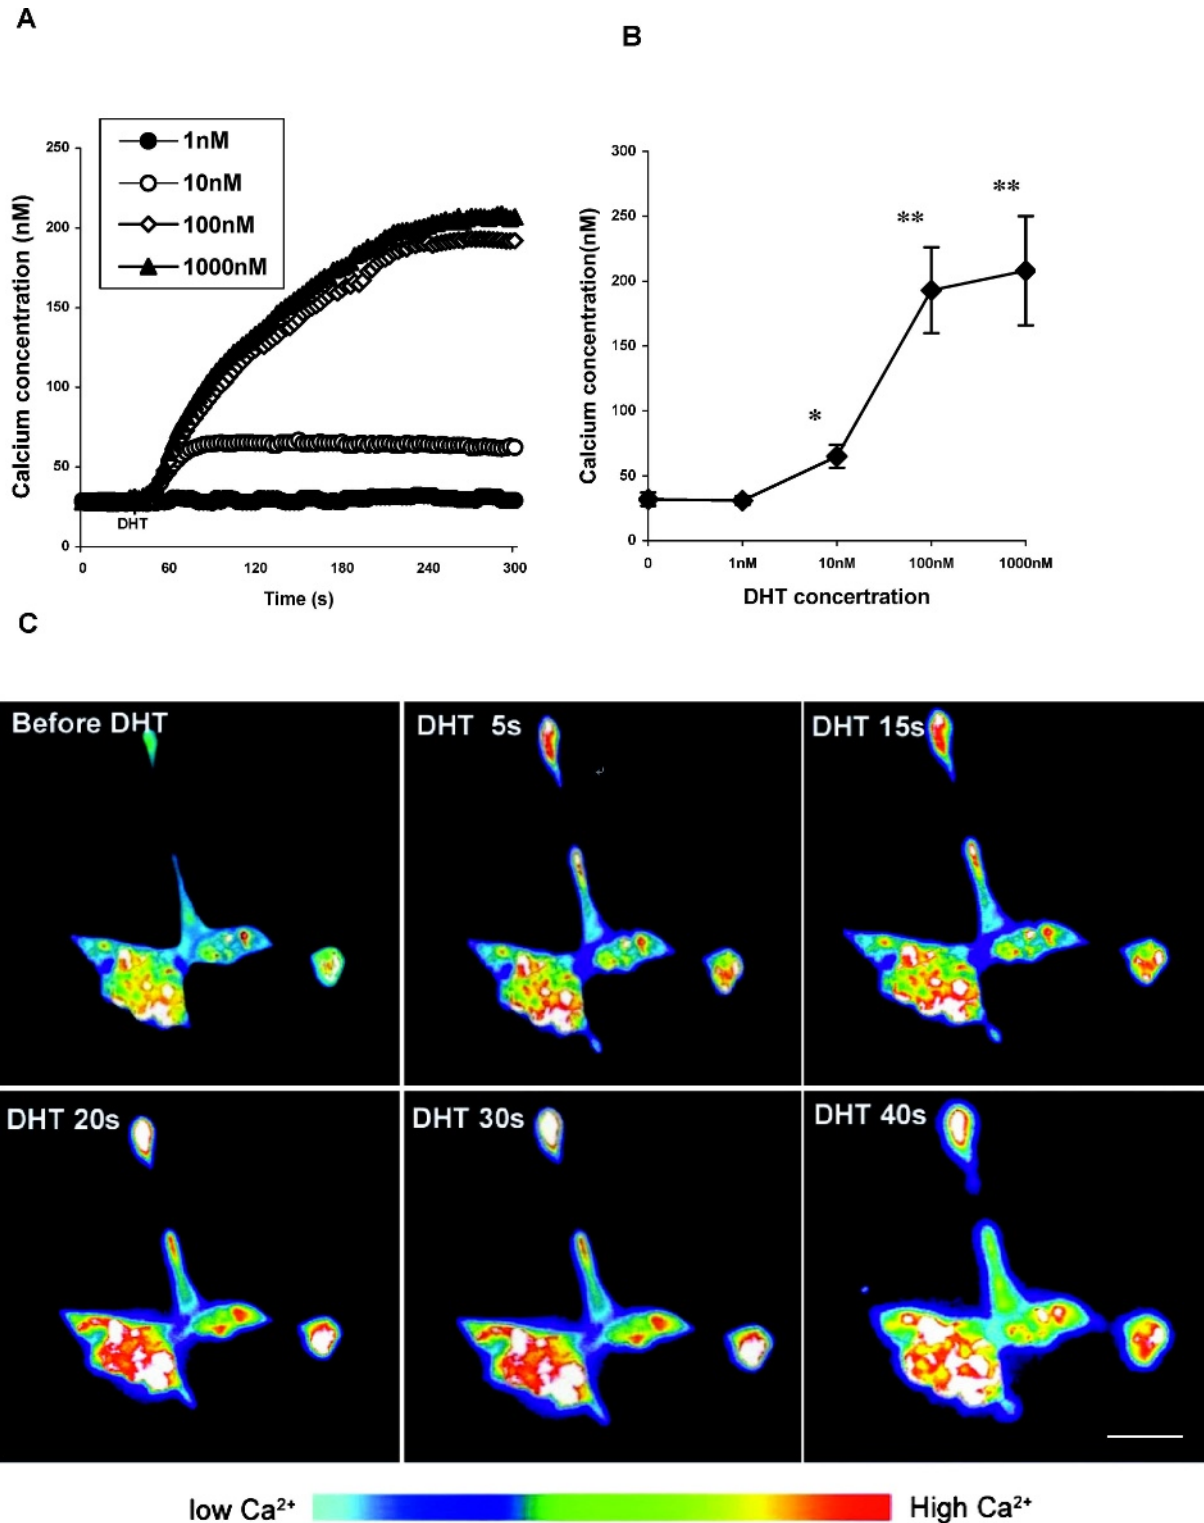 A
B
1nM
10nM
100nM
1000nM
250
200
150
100
50
0
Calcium concentration (nM)
DHT
0 60 120 180 240 300
Time (s)
300
250
200
150
100
50
0
Calcium concentration(nM)
*
**
**
0 1nM 10nM 100nM 1000nM
DHT concertration
C
Before DHT
DHT 5s
DHT 15s
DHT 20s
DHT 30s
DHT 40s
low Ca²⁺
High Ca²⁺